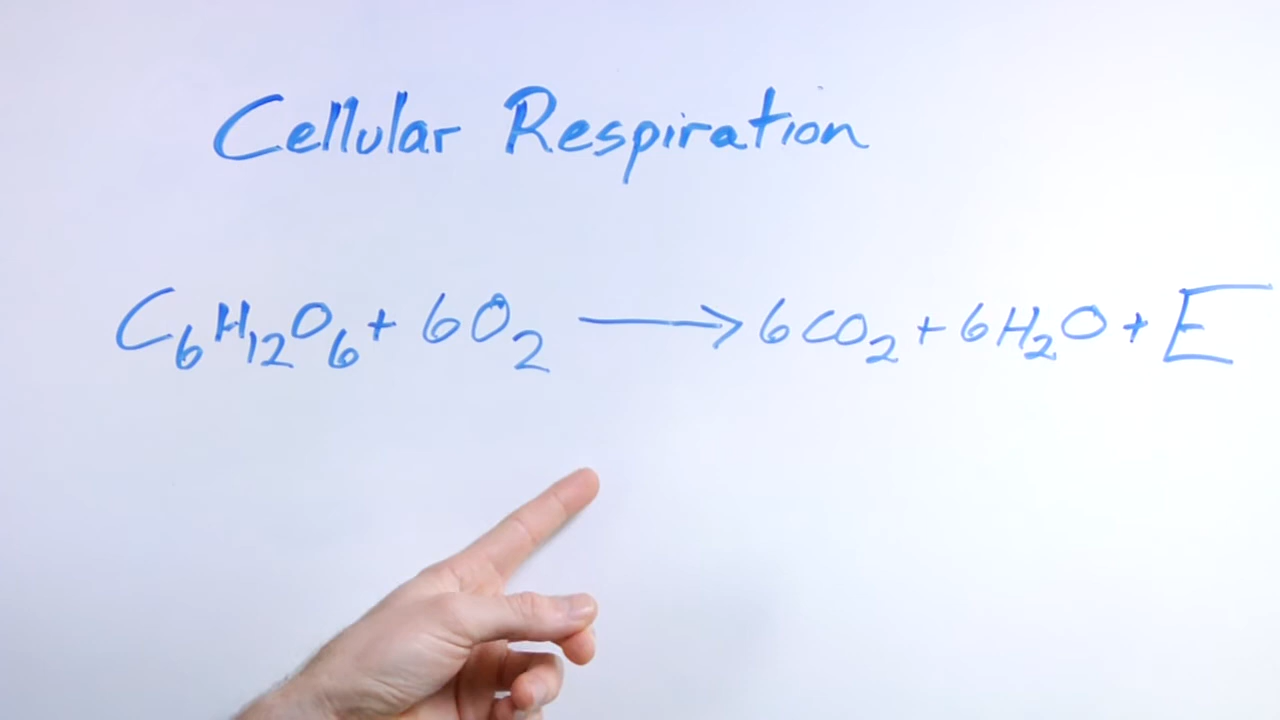 Cellular Respiration
C₆H₁₂O₆ + 6O₂ → 6CO₂ + 6H₂O + E